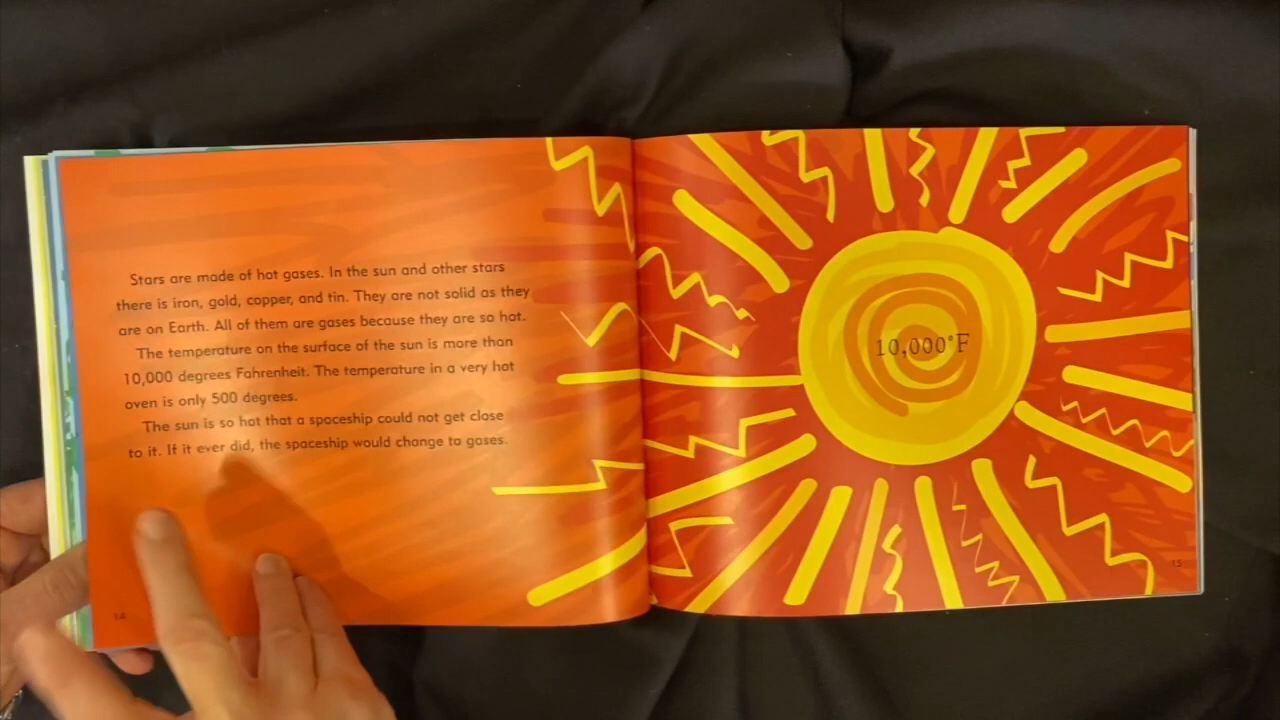 Stars are made of hot gases. In the sun and other stars
there is iron, gold, copper, and tin. They are not solid as they
are on Earth. All of them are gases because they are so hot.
The temperature on the surface of the sun is more than
10,000 degrees Fahrenheit. The temperature in a very hot
oven is only 500 degrees.
The sun is so hot that a spaceship could not get close
to it. If it ever did, the spaceship would change to gases.
14
10,000°F
15